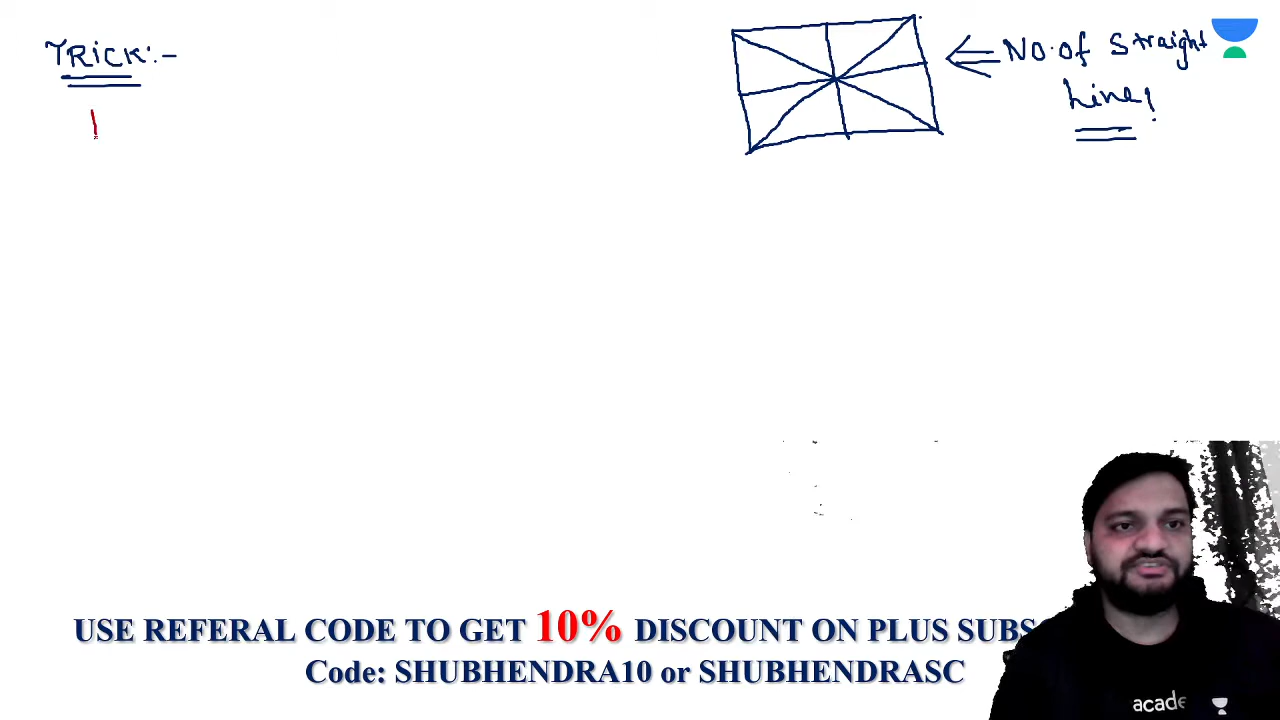 TRICK:-
NO. of Straight
Line?
USE REFERAL CODE TO GET 10% DISCOUNT ON PLUS SUBS
Code: SHUBHENDRA10 or SHUBHENDRASC
acade